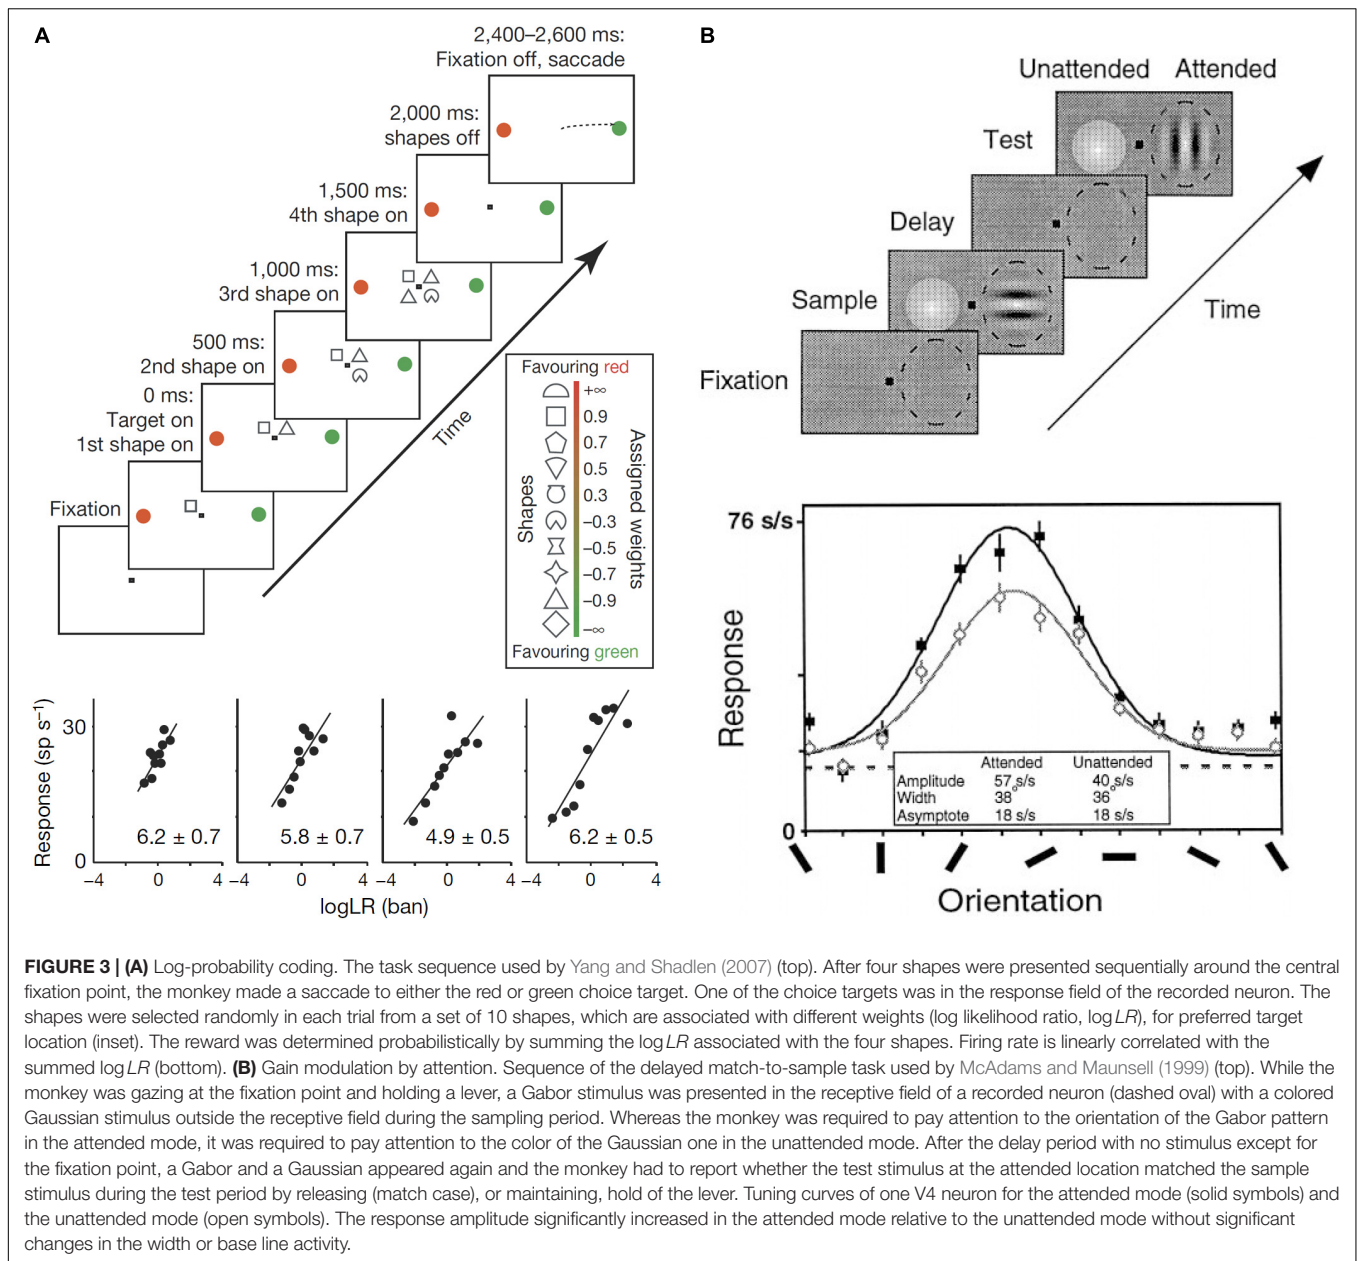 A
2,400–2,600 ms:
Fixation off, saccade
2,000 ms:
shapes off
1,500 ms:
4th shape on
1,000 ms:
3rd shape on
500 ms:
2nd shape on
0 ms:
Target on
1st shape on
Fixation
Time
Favouring red
+∞
0.9
0.7
0.5
0.3
−0.3
−0.5
−0.7
−0.9
−∞
Favouring green
Shapes
Assigned weights
Response (sp s⁻¹)
30
0
6.2 ± 0.7
5.8 ± 0.7
4.9 ± 0.5
6.2 ± 0.5
−4 0 4 −4 0 4 −4 0 4 −4 0 4
logLR (ban)
B
Unattended Attended
Test
Delay
Sample
Fixation
Time
76 s/s
Response
0
Attended Unattended
Amplitude 57 s/s 40 s/s
Width 38° 36°
Asymptote 18 s/s 18 s/s
Orientation
FIGURE 3 | (A) Log-probability coding. The task sequence used by Yang and Shadlen (2007) (top). After four shapes were presented sequentially around the central
fixation point, the monkey made a saccade to either the red or green choice target. One of the choice targets was in the response field of the recorded neuron. The
shapes were selected randomly in each trial from a set of 10 shapes, which are associated with different weights (log likelihood ratio, logLR), for preferred target
location (inset). The reward was determined probabilistically by summing the logLR associated with the four shapes. Firing rate is linearly correlated with the
summed logLR (bottom). (B) Gain modulation by attention. Sequence of the delayed match-to-sample task used by McAdams and Maunsell (1999) (top). While the
monkey was gazing at the fixation point and holding a lever, a Gabor stimulus was presented in the receptive field of a recorded neuron (dashed oval) with a colored
Gaussian stimulus outside the receptive field during the sampling period. Whereas the monkey was required to pay attention to the orientation of the Gabor pattern
in the attended mode, it was required to pay attention to the color of the Gaussian one in the unattended mode. After the delay period with no stimulus except for
the fixation point, a Gabor and a Gaussian appeared again and the monkey had to report whether the test stimulus at the attended location matched the sample
stimulus during the test period by releasing (match case), or maintaining, hold of the lever. Tuning curves of one V4 neuron for the attended mode (solid symbols) and
the unattended mode (open symbols). The response amplitude significantly increased in the attended mode relative to the unattended mode without significant
changes in the width or base line activity.